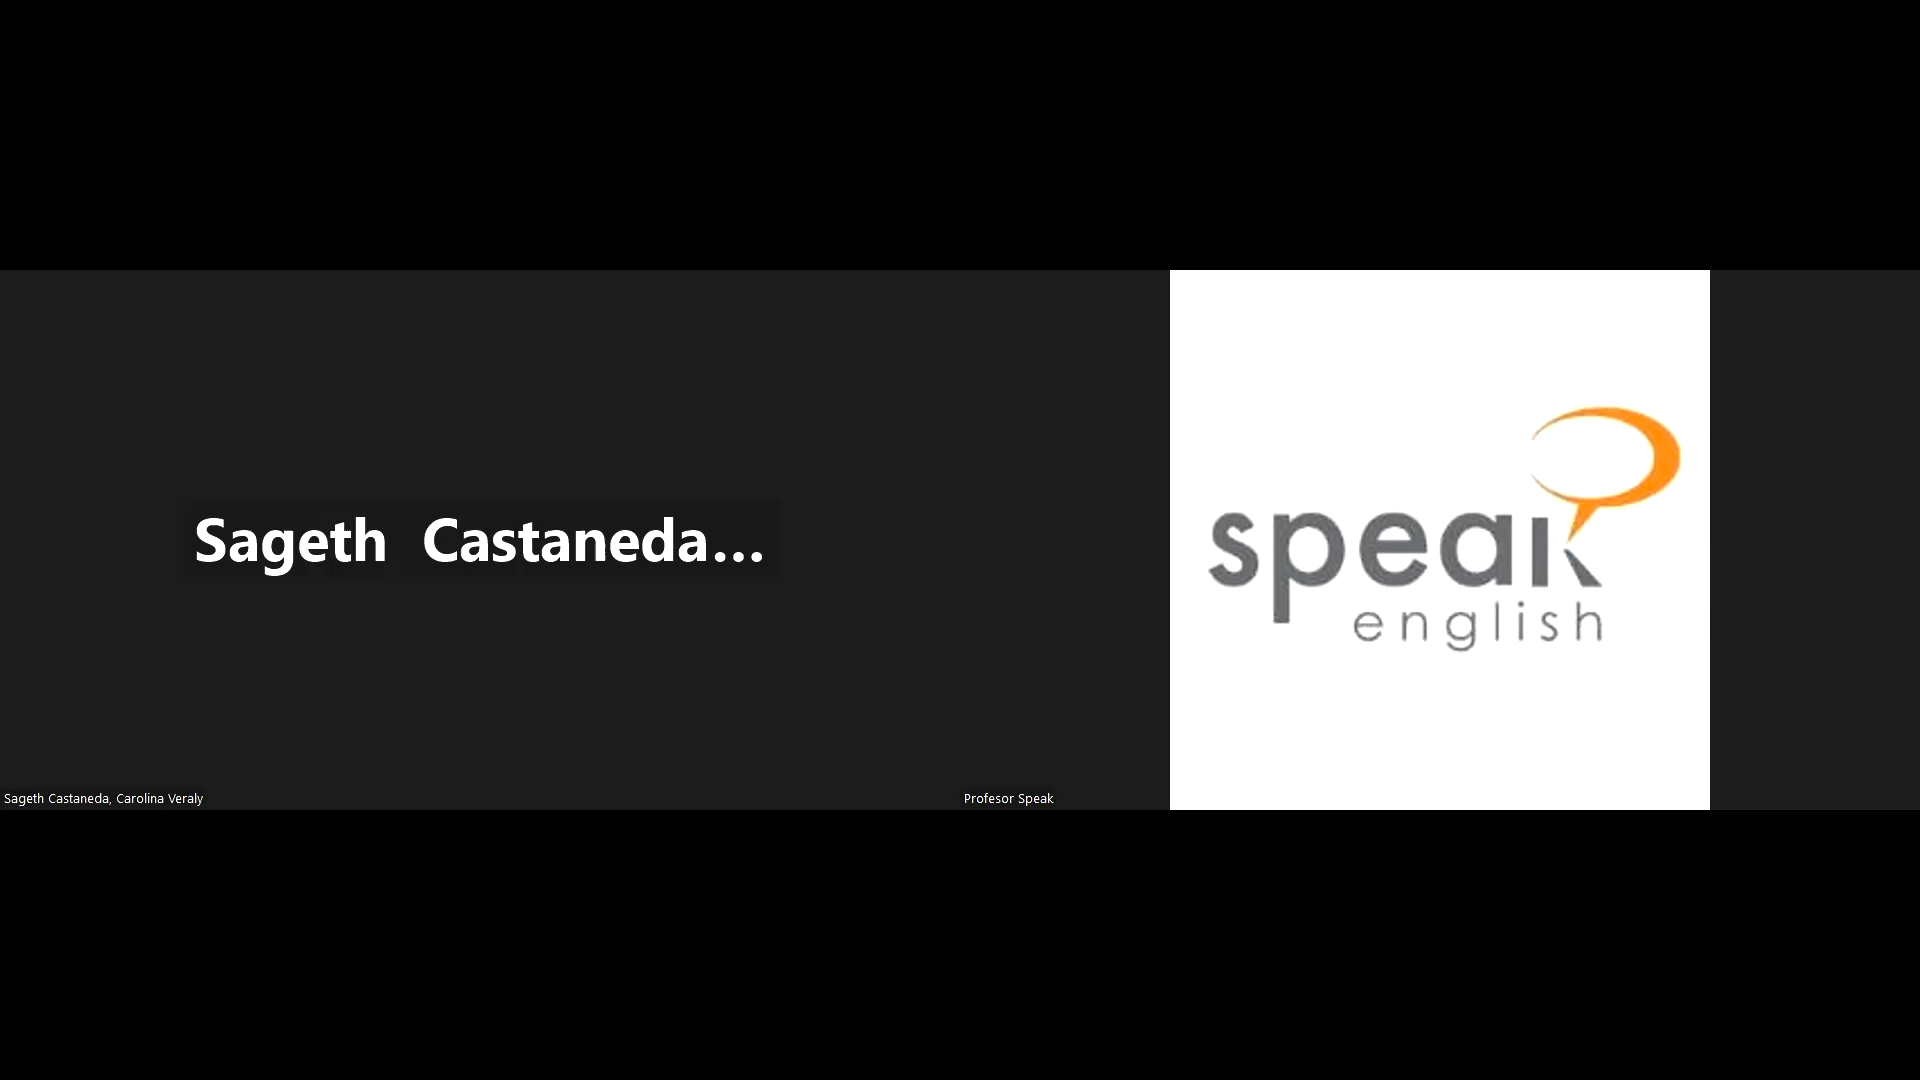 Sageth  Castaneda...
speak
english
Sageth Castaneda, Carolina Veraly
Profesor Speak